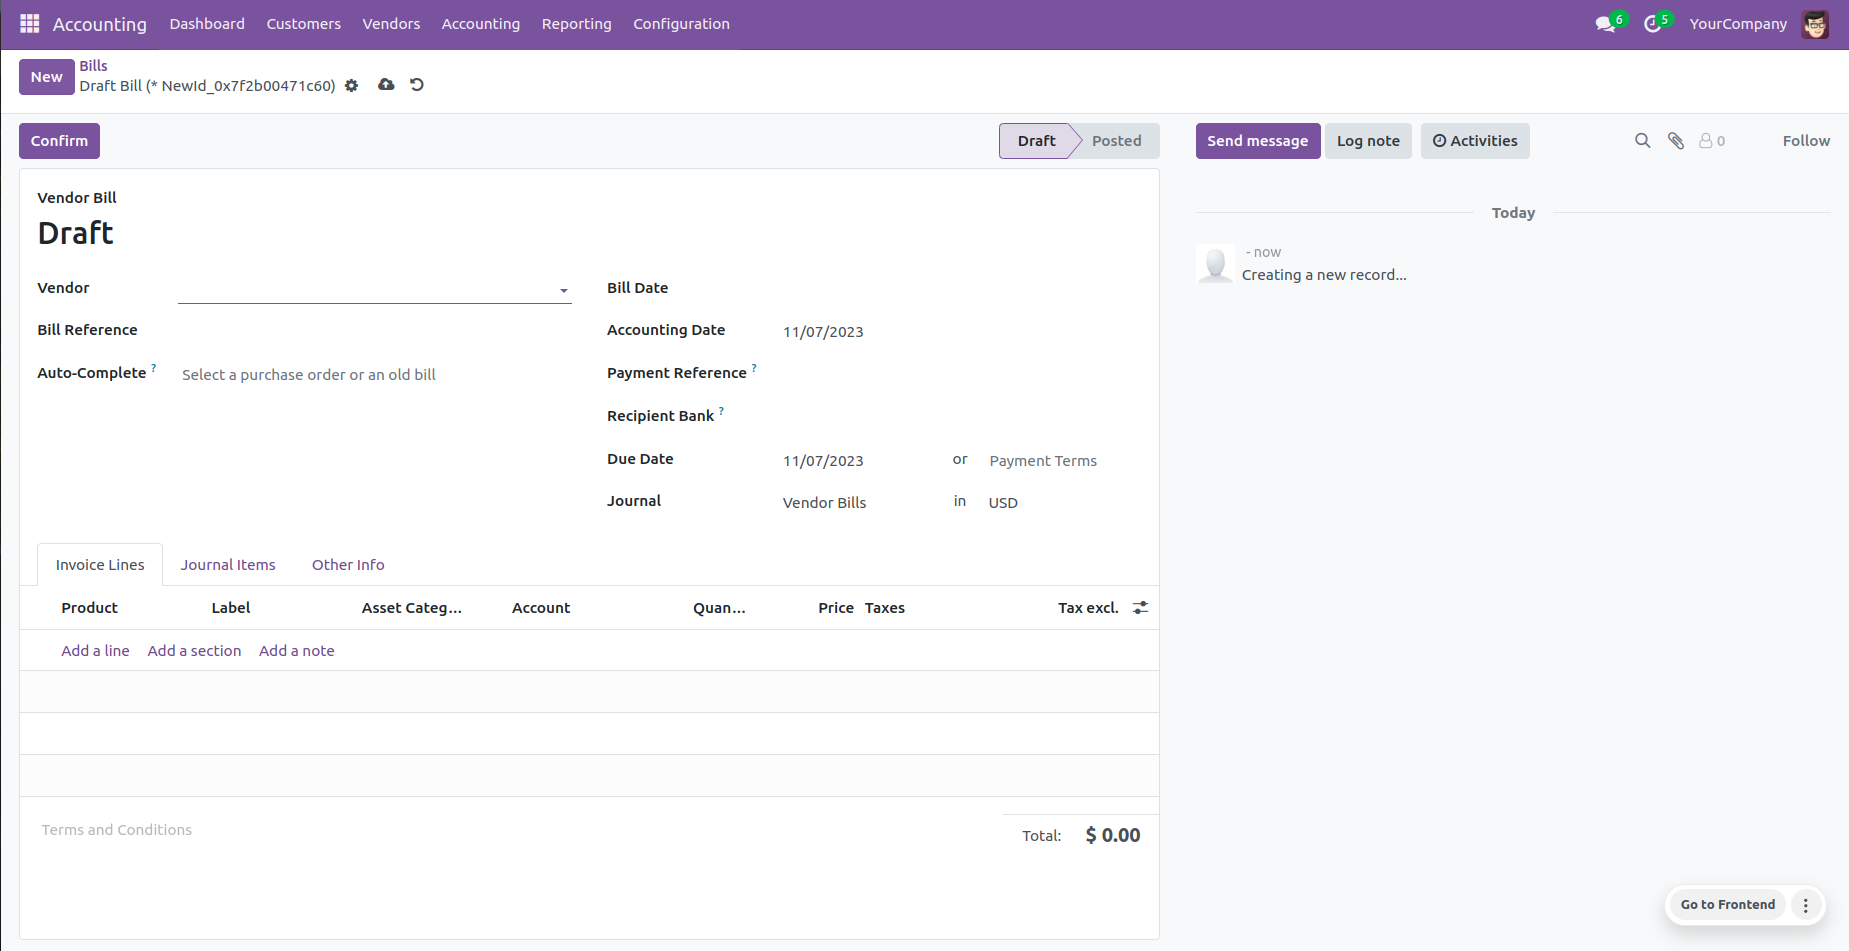 Accounting Dashboard Customers Vendors Accounting Reporting Configuration 6 5 YourCompany
New Bills
Draft Bill (* NewId_0x7f2b00471c60)
Confirm Draft Posted Send message Log note Activities 0 Follow
Vendor Bill
Draft
Today
- now
Creating a new record...
Vendor Bill Date
Bill Reference Accounting Date 11/07/2023
Auto-Complete ? Select a purchase order or an old bill Payment Reference ?
Recipient Bank ?
Due Date 11/07/2023 or Payment Terms
Journal Vendor Bills in USD
Invoice Lines Journal Items Other Info
Product Label Asset Categ... Account Quan... Price Taxes Tax excl.
Add a line Add a section Add a note
Terms and Conditions
Total: $ 0.00
Go to Frontend